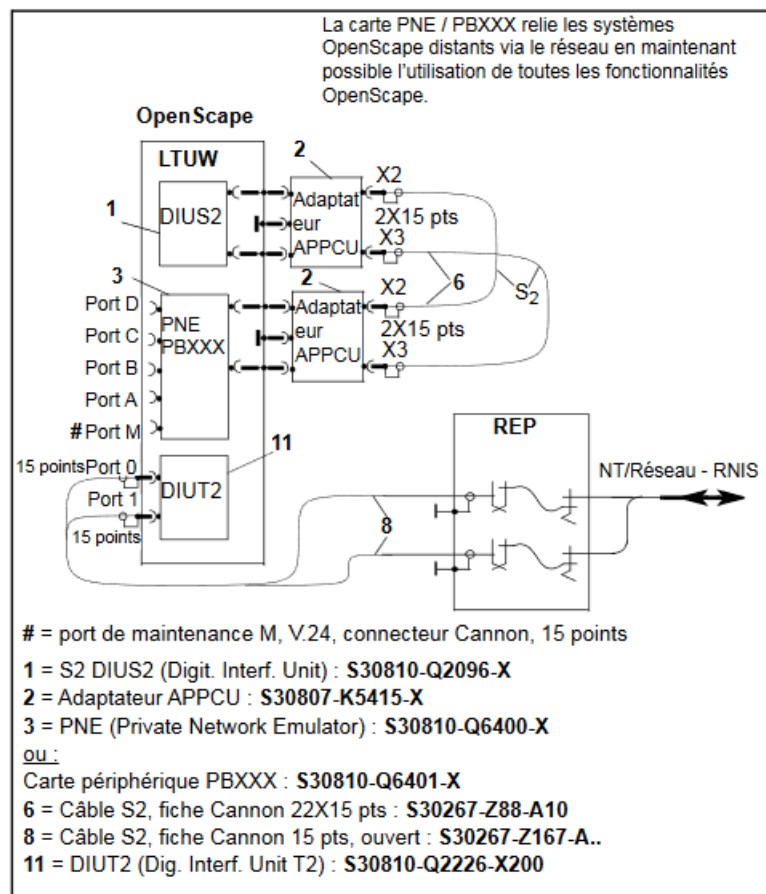 La carte PNE / PBXXX relie les systèmes
OpenScape distants via le réseau en maintenant
possible l'utilisation de toutes les fonctionnalités
OpenScape.
OpenScape
LTUW
2
X2
1
DIUS2
Adaptat
eur
APPCU
2X15 pts
X3
3
2
6
S2
Port D
Port C
Port B
Port A
# Port M
PNE
PBXXX
Adaptat
eur
APPCU
X2
2X15 pts
X3
11
REP
15 points Port 0
Port 1
15 points
DIUT2
8
NT/Réseau - RNIS
# = port de maintenance M, V.24, connecteur Cannon, 15 points
1 = S2 DIUS2 (Digit. Interf. Unit) : S30810-Q2096-X
2 = Adaptateur APPCU : S30807-K5415-X
3 = PNE (Private Network Emulator) : S30810-Q6400-X
ou :
Carte périphérique PBXXX : S30810-Q6401-X
6 = Câble S2, fiche Cannon 22X15 pts : S30267-Z88-A10
8 = Câble S2, fiche Cannon 15 pts, ouvert : S30267-Z167-A..
11 = DIUT2 (Dig. Interf. Unit T2) : S30810-Q2226-X200